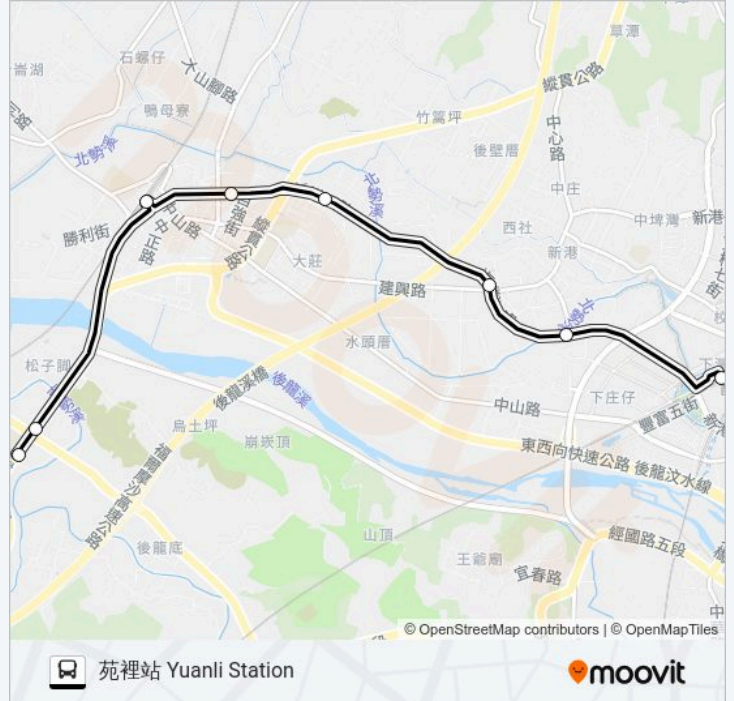 草潭
石螺仔
崙湖
大山腳路
縱貫公路
鴨母寮
竹篙坪
中心路
北勢溪
後壁厝
北勢溪
中庄
西社
中埤灣
新港
勝利街
中山路
中正路
縱貫公路
大莊
新港
建興路
水頭厝
松子腳
後龍溪橋
後龍溪
中山路
下庄仔
豐富五街
烏土坪
崩崁頂
東西向快速公路 後龍汶水線
福爾摩沙高速公路
後龍底
山頂
王爺廟
宜春路
經國路五段
© OpenStreetMap contributors | © OpenMapTiles
苑裡站 Yuanli Station
moovit